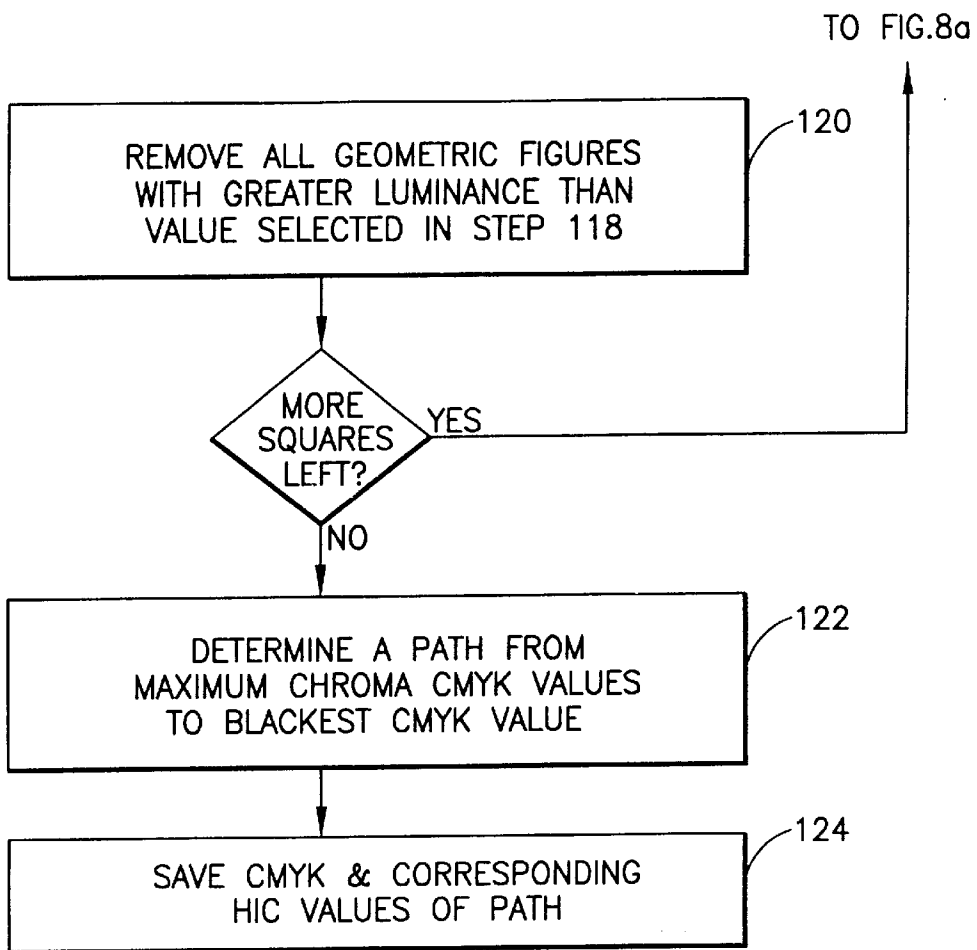 TO FIG.8a
120
REMOVE ALL GEOMETRIC FIGURES
WITH GREATER LUMINANCE THAN
VALUE SELECTED IN STEP 118
MORE
SQUARES
LEFT?
YES
NO
122
DETERMINE A PATH FROM
MAXIMUM CHROMA CMYK VALUES
TO BLACKEST CMYK VALUE
124
SAVE CMYK & CORRESPONDING
HIC VALUES OF PATH